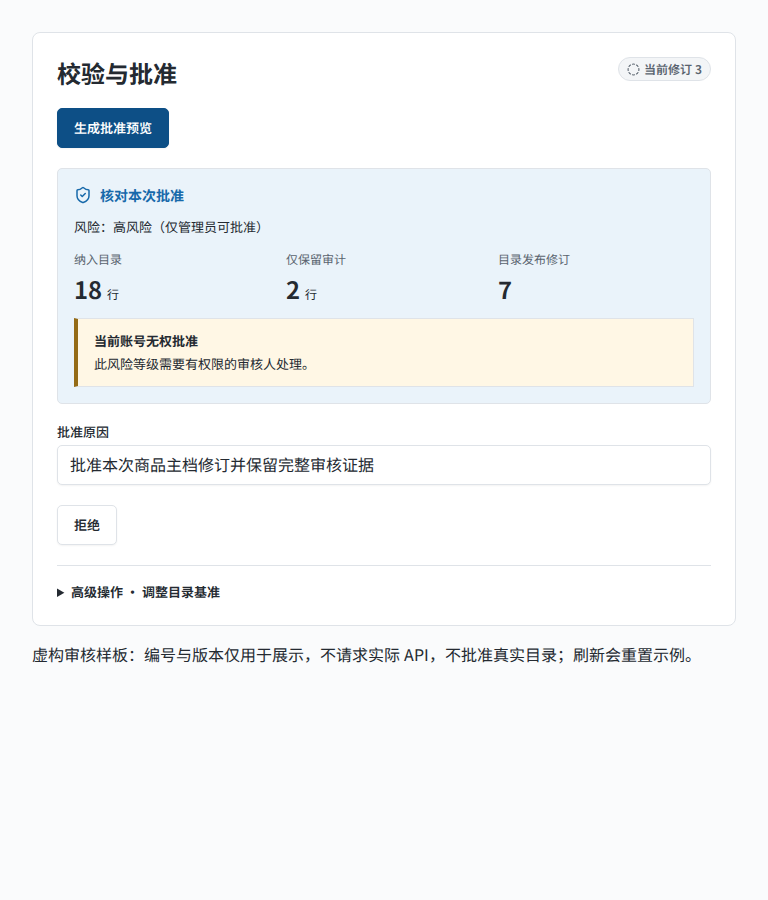 校验与批准
当前修订 3
生成批准预览
核对本次批准
风险：高风险（仅管理员可批准）
纳入目录
仅保留审计
目录发布修订
18 行
2 行
7
当前账号无权批准
此风险等级需要有权限的审核人处理。
批准原因
批准本次商品主档修订并保留完整审核证据
拒绝
高级操作 · 调整目录基准
虚构审核样板：编号与版本仅用于展示，不请求实际 API，不批准真实目录；刷新会重置示例。